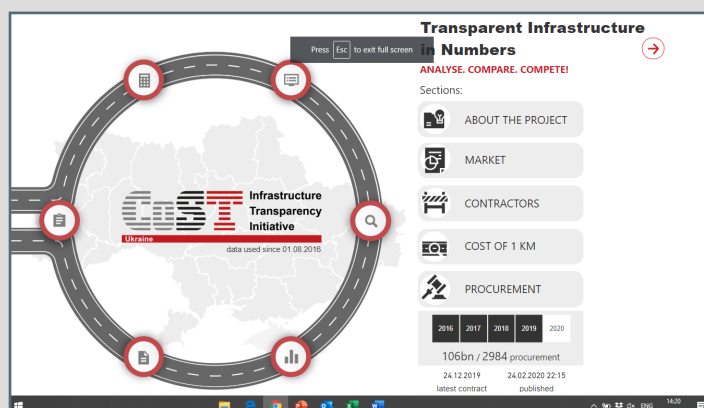 Transparent Infrastructure
in Numbers
Press Esc to exit full screen
ANALYSE. COMPARE. COMPETE!
Sections:
ABOUT THE PROJECT
MARKET
CONTRACTORS
COST OF 1 KM
PROCUREMENT
CoST
Infrastructure
Transparency
Initiative
Ukraine
data used since 01.08.2016
2016 2017 2018 2019 2020
106bn / 2984 procurement
24.12.2019 24.02.2020 22:15
latest contract published
ENG 14:20